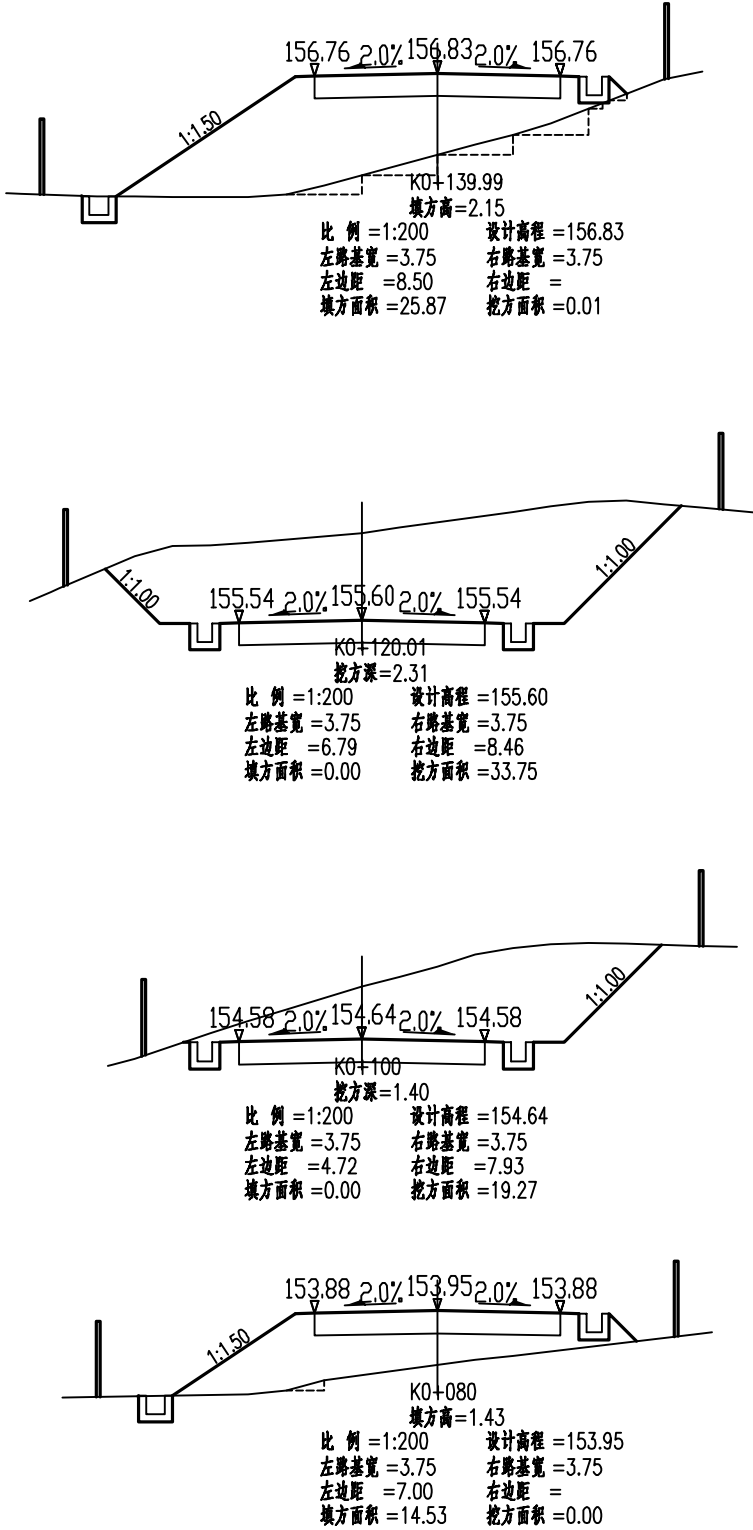 156.76 2.0% 156.83 2.0% 156.76
1:1.50
K0+139.99
填方高=2.15
比 例 =1:200 设计高程 =156.83
左路基宽 =3.75 右路基宽 =3.75
左边距 =8.50 右边距 =
填方面积 =25.87 挖方面积 =0.01
1:1.00 1:1.00
155.54 2.0% 155.60 2.0% 155.54
K0+120.01
挖方深=2.31
比 例 =1:200 设计高程 =155.60
左路基宽 =3.75 右路基宽 =3.75
左边距 =6.79 右边距 =8.46
填方面积 =0.00 挖方面积 =33.75
1:1.00
154.58 2.0% 154.64 2.0% 154.58
K0+100
挖方深=1.40
比 例 =1:200 设计高程 =154.64
左路基宽 =3.75 右路基宽 =3.75
左边距 =4.72 右边距 =7.93
填方面积 =0.00 挖方面积 =19.27
153.88 2.0% 153.95 2.0% 153.88
1:1.50
K0+080
填方高=1.43
比 例 =1:200 设计高程 =153.95
左路基宽 =3.75 右路基宽 =3.75
左边距 =7.00 右边距 =
填方面积 =14.53 挖方面积 =0.00